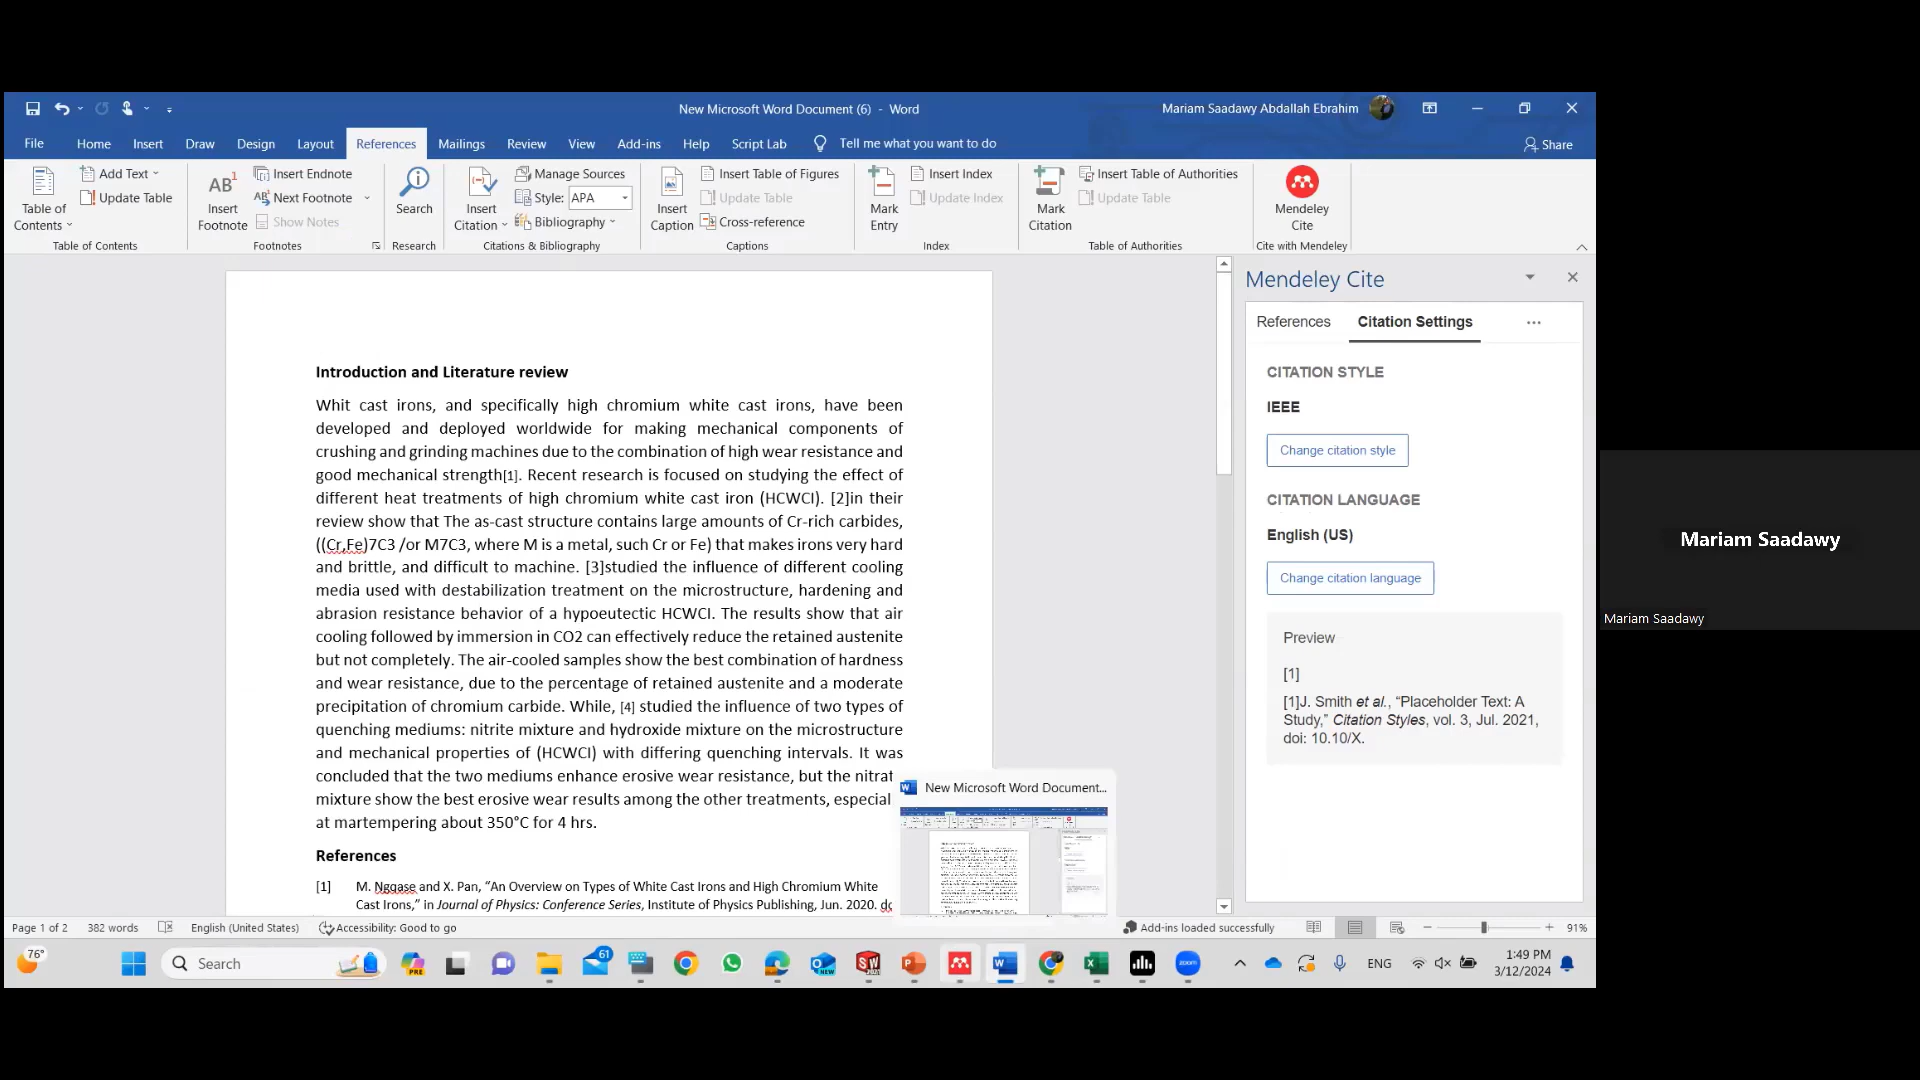 New Microsoft Word Document (6) - Word
Mariam Saadawy Abdallah Ebrahim
File Home Insert Draw Design Layout References Mailings Review View Add-ins Help Script Lab Tell me what you want to do Share
Table of Contents
Add Text
Update Table
Table of Contents
AB1 Insert Footnote
Insert Endnote
Next Footnote
Show Notes
Footnotes
Search
Research
Insert Citation
Manage Sources
Style: APA
Bibliography
Citations & Bibliography
Insert Caption
Insert Table of Figures
Update Table
Cross-reference
Captions
Mark Entry
Insert Index
Update Index
Index
Mark Citation
Insert Table of Authorities
Update Table
Table of Authorities
Mendeley Cite
Cite with Mendeley
Introduction and Literature review
Whit cast irons, and specifically high chromium white cast irons, have been
developed and deployed worldwide for making mechanical components of
crushing and grinding machines due to the combination of high wear resistance and
good mechanical strength[1]. Recent research is focused on studying the effect of
different heat treatments of high chromium white cast iron (HCWCI). [2]in their
review show that The as-cast structure contains large amounts of Cr-rich carbides,
((Cr,Fe)7C3 /or M7C3, where M is a metal, such Cr or Fe) that makes irons very hard
and brittle, and difficult to machine. [3]studied the influence of different cooling
media used with destabilization treatment on the microstructure, hardening and
abrasion resistance behavior of a hypoeutectic HCWCI. The results show that air
cooling followed by immersion in CO2 can effectively reduce the retained austenite
but not completely. The air-cooled samples show the best combination of hardness
and wear resistance, due to the percentage of retained austenite and a moderate
precipitation of chromium carbide. While, [4] studied the influence of two types of
quenching mediums: nitrite mixture and hydroxide mixture on the microstructure
and mechanical properties of (HCWCI) with differing quenching intervals. It was
concluded that the two mediums enhance erosive wear resistance, but the nitrat
mixture show the best erosive wear results among the other treatments, especial
at martempering about 350°C for 4 hrs.
References
[1] M. Ngqase and X. Pan, “An Overview on Types of White Cast Irons and High Chromium White
Cast Irons,” in Journal of Physics: Conference Series, Institute of Physics Publishing, Jun. 2020. do
New Microsoft Word Document...
Mendeley Cite
References Citation Settings ...
CITATION STYLE
IEEE
Change citation style
CITATION LANGUAGE
English (US)
Change citation language
Preview
[1]
[1]J. Smith et al., “Placeholder Text: A
Study,” Citation Styles, vol. 3, Jul. 2021,
doi: 10.10/X.
Mariam Saadawy
Mariam Saadawy
Page 1 of 2 382 words English (United States) Accessibility: Good to go Add-ins loaded successfully 91%
76° Search PRE 61 NEW SW 2021 zoom ENG 1:49 PM
3/12/2024